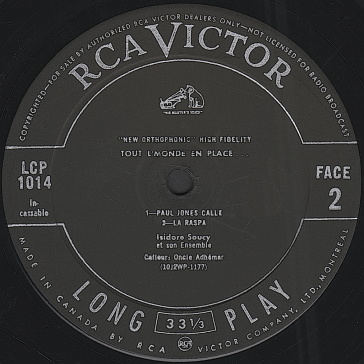 COPYRIGHTED—FOR SALE BY AUTHORIZED RCA VICTOR DEALERS ONLY—NOT LICENSED FOR RADIO BROADCAST
RCA VICTOR
"HIS MASTER'S VOICE"
"NEW ORTHOPHONIC" HIGH FIDELITY
TOUT L'MONDE EN PLACE...
LCP
1014
In-
cassable
FACE
2
1—PAUL JONES CALLE
2—LA RASPA
Isidore Soucy
et son Ensemble
Calleur: Oncle Adhémar
(10J2WP-1177)
LONG 33 1/3 PLAY
RCA
MADE IN CANADA BY RCA VICTOR COMPANY, LTD., MONTREAL